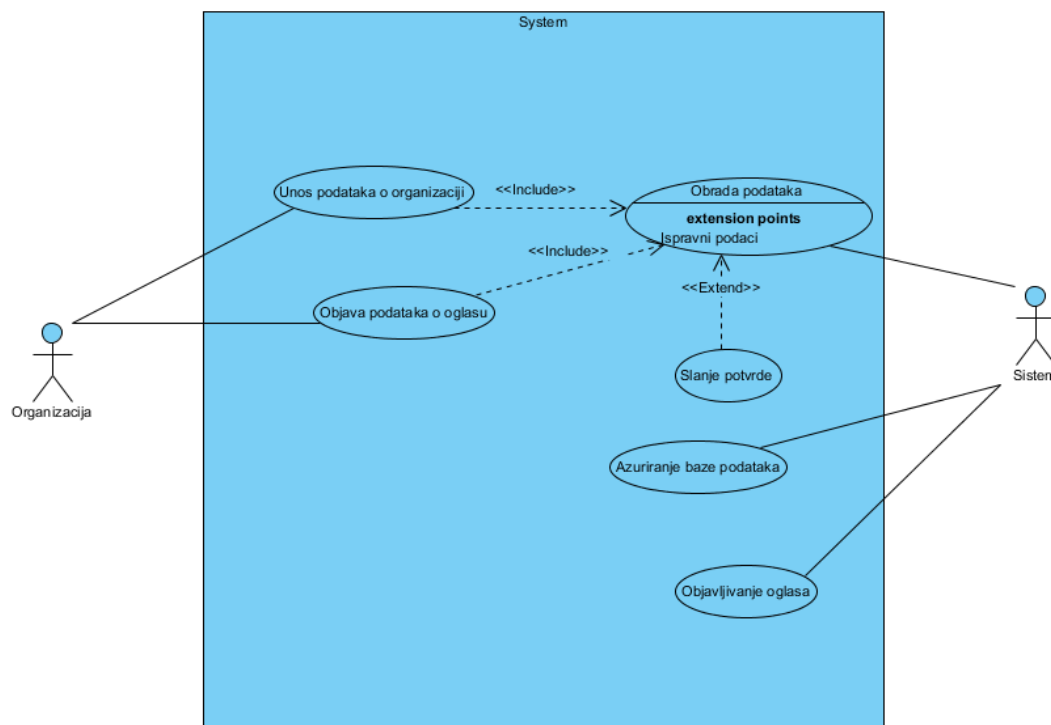 System
Unos podataka o organizaciji
<<Include>>
Obrada podataka
extension points
Ispravni podaci
<<Include>>
<<Extend>>
Objava podataka o oglasu
Slanje potvrde
Sistem
Organizacija
Azuriranje baze podataka
Objavljivanje oglasa